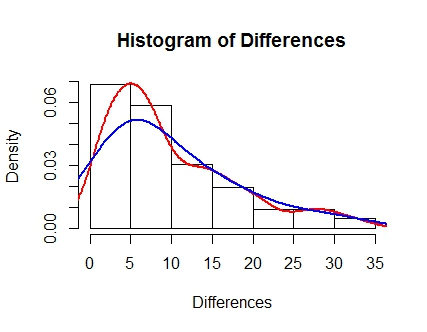 Histogram of Differences
Density
0.06
0.03
0.00
0 5 10 15 20 25 30 35
Differences